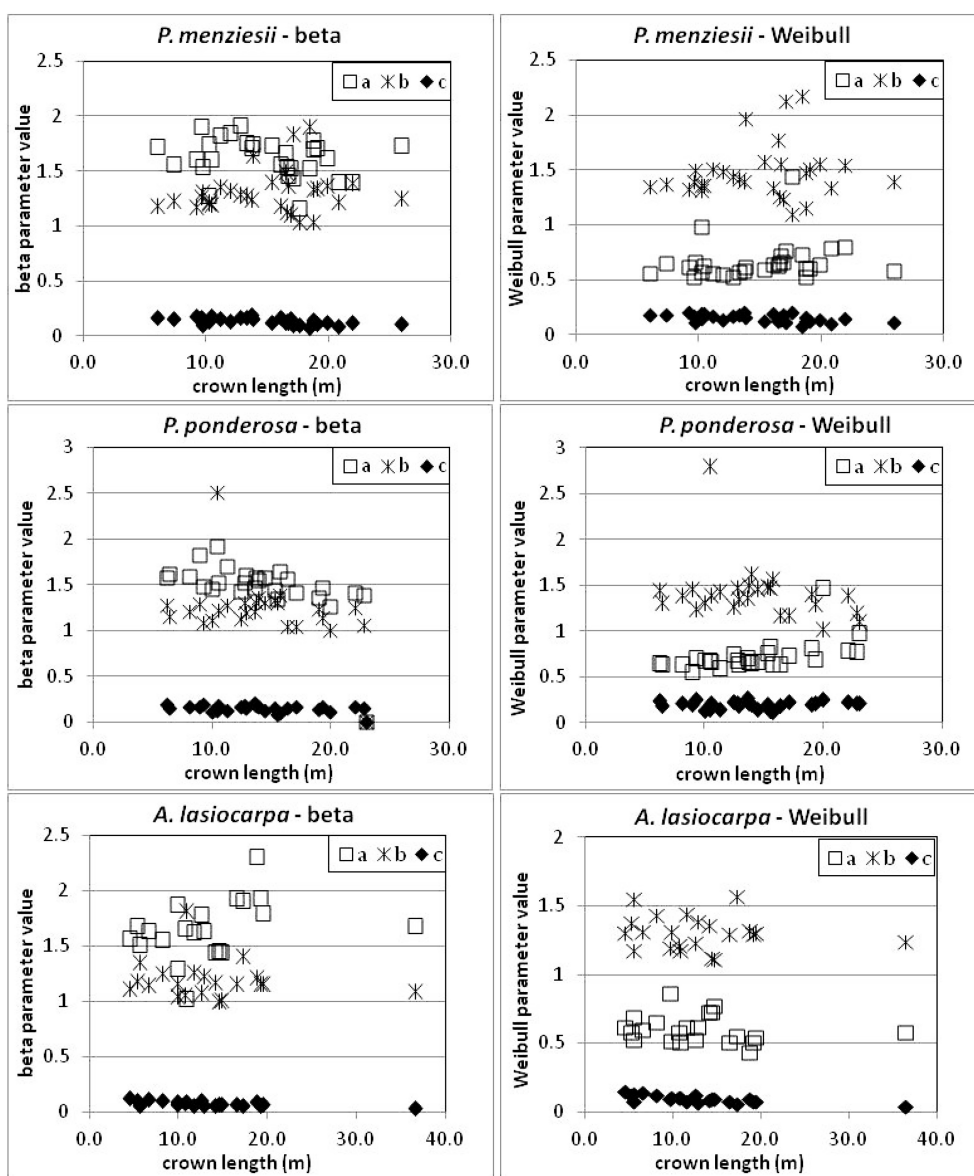 P. menziesii - beta
a b c
2.5
2
1.5
1
0.5
0
beta parameter value
0.0 10.0 20.0 30.0
crown length (m)
P. menziesii - Weibull
a b c
2.5
2
1.5
1
0.5
0
Weibull parameter value
0.0 10.0 20.0 30.0
crown length (m)
P. ponderosa - beta
a b c
3
2.5
2
1.5
1
0.5
0
beta parameter value
0.0 10.0 20.0 30.0
crown length (m)
P. ponderosa - Weibull
a b c
3
2.5
2
1.5
1
0.5
0
Weibull parameter value
0.0 10.0 20.0 30.0
crown length (m)
A. lasiocarpa - beta
a b c
2.5
2
1.5
1
0.5
0
beta parameter value
0.0 10.0 20.0 30.0 40.0
crown length (m)
A. lasiocarpa - Weibull
a b c
2
1.5
1
0.5
0
Weibull parameter value
0.0 10.0 20.0 30.0 40.0
crown length (m)